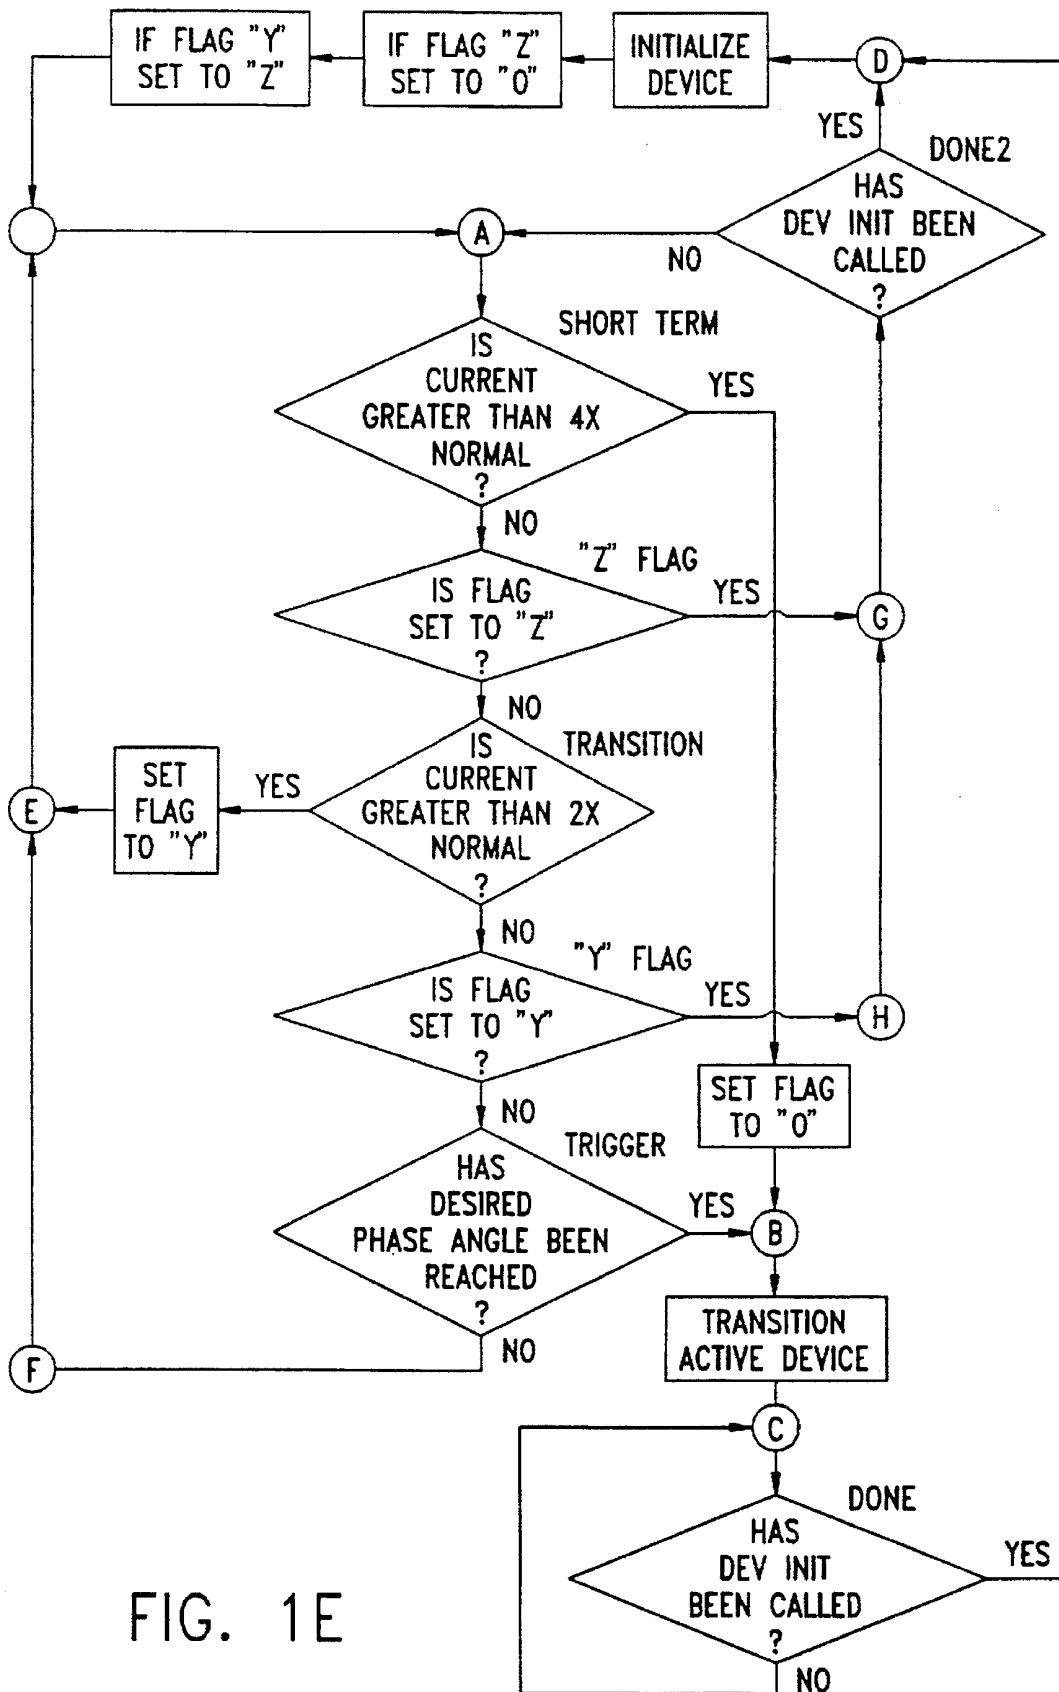 IF FLAG "Y"
SET TO "Z"
IF FLAG "Z"
SET TO "O"
INITIALIZE
DEVICE
D
YES
DONE2
HAS
DEV INIT BEEN
CALLED
?
NO
A
SHORT TERM
IS
CURRENT
GREATER THAN 4X
NORMAL
?
YES
NO
"Z" FLAG
IS FLAG
SET TO "Z"
?
YES
G
NO
TRANSITION
IS
CURRENT
GREATER THAN 2X
NORMAL
?
YES
SET
FLAG
TO "Y"
E
NO
"Y" FLAG
IS FLAG
SET TO "Y"
?
YES
H
NO
SET FLAG
TO "O"
TRIGGER
HAS
DESIRED
PHASE ANGLE BEEN
REACHED
?
YES
B
NO
F
TRANSITION
ACTIVE DEVICE
C
DONE
HAS
DEV INIT
BEEN CALLED
?
YES
NO
FIG. 1E